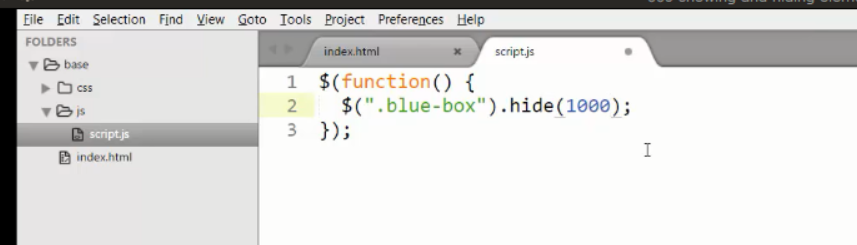 File Edit Selection Find View Goto Tools Project Preferences Help
FOLDERS
base
css
js
script.js
index.html
index.html script.js
1 $(function() {
2 $(".blue-box").hide(1000);
3 });